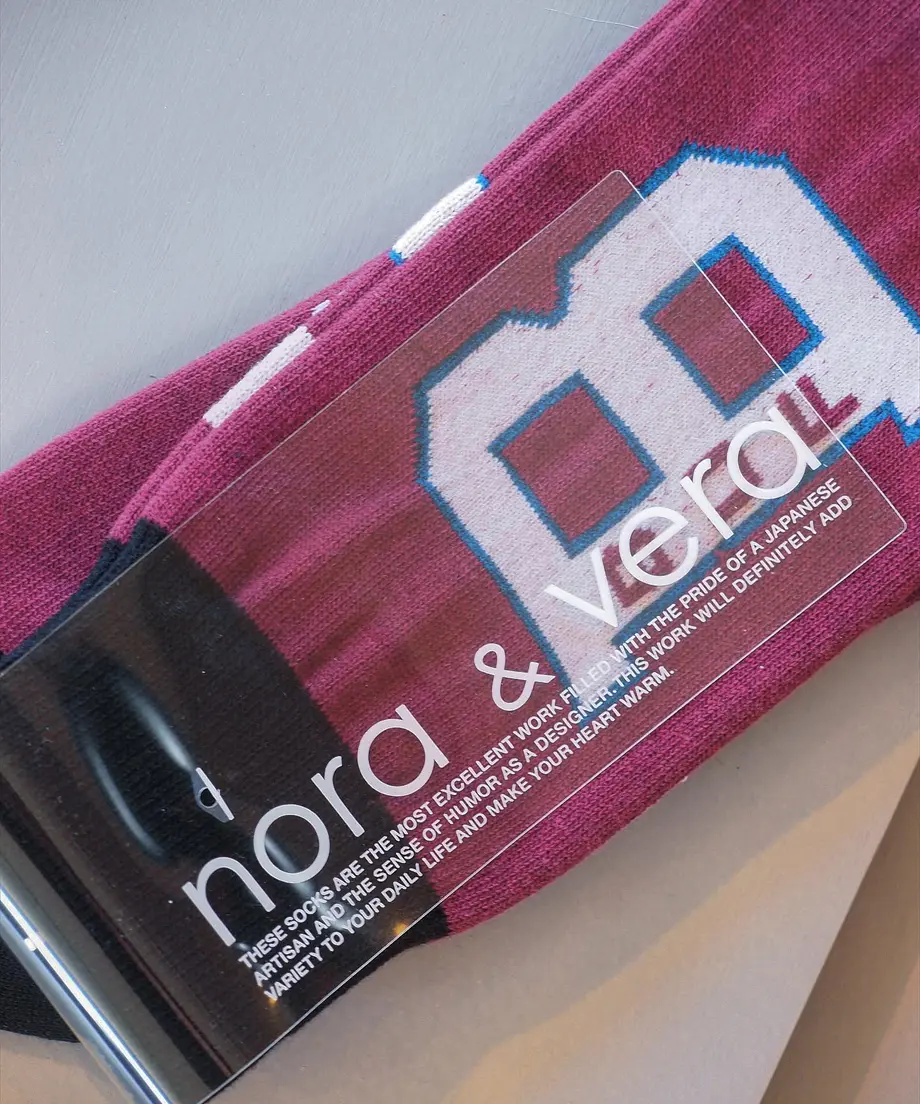 nora & vera
THESE SOCKS ARE THE MOST EXCELLENT WORK FILLED WITH THE PRIDE OF A JAPANESE
ARTISAN AND THE SENSE OF HUMOR AS A DESIGNER. THIS WORK WILL DEFINITELY ADD
VARIETY TO YOUR DAILY LIFE AND MAKE YOUR HEART WARM.